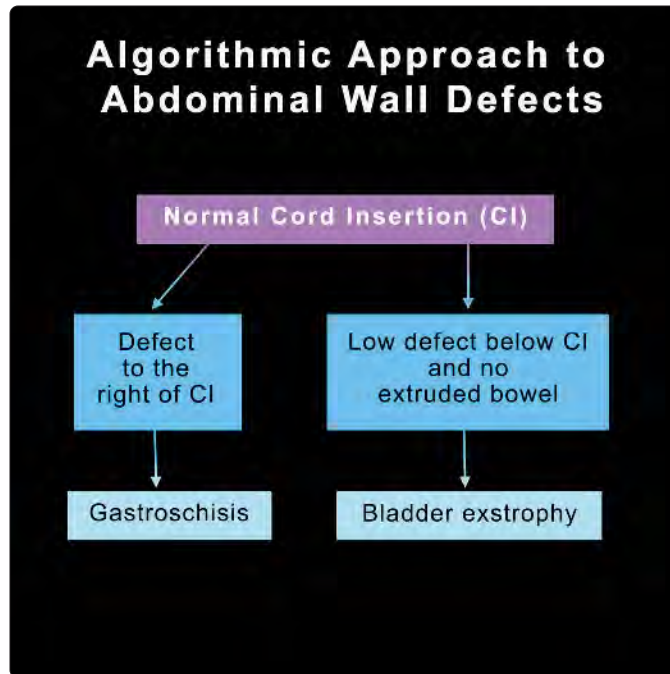 Algorithmic Approach to
Abdominal Wall Defects
Normal Cord Insertion (CI)
Defect
to the
right of CI
Low defect below CI
and no
extruded bowel
Gastroschisis
Bladder exstrophy